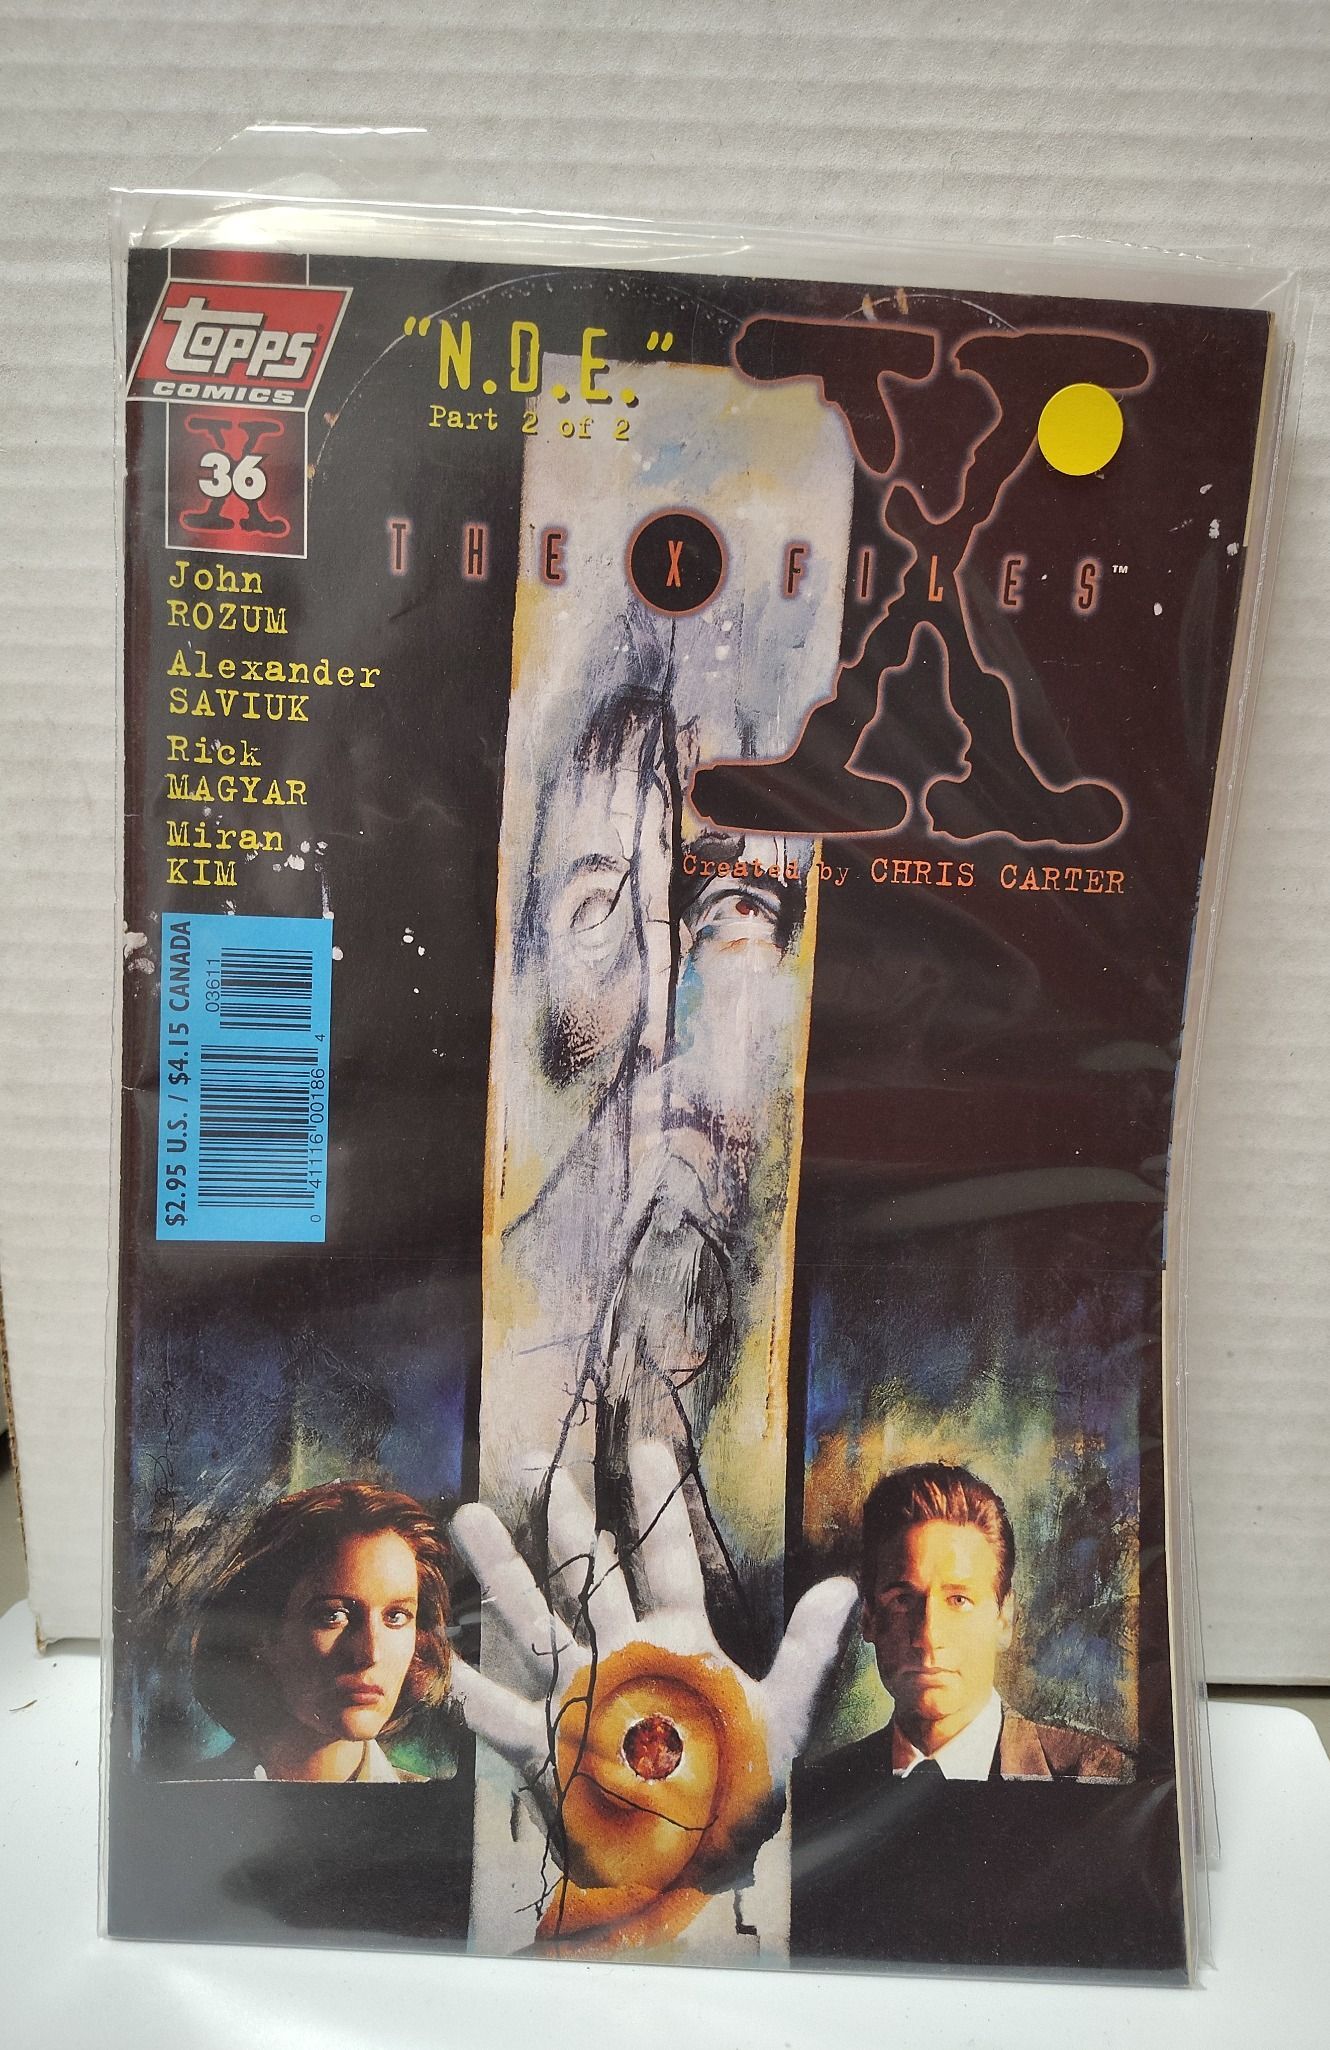 topps
COMICS
36
"N.D.E."
Part 2 of 2
THE X FILES™
Created by CHRIS CARTER
John
ROZUM
Alexander
SAVIUK
Rick
MAGYAR
Miran
KIM
$2.95 U.S. / $4.15 CANADA
03611
0 41116 00186 4